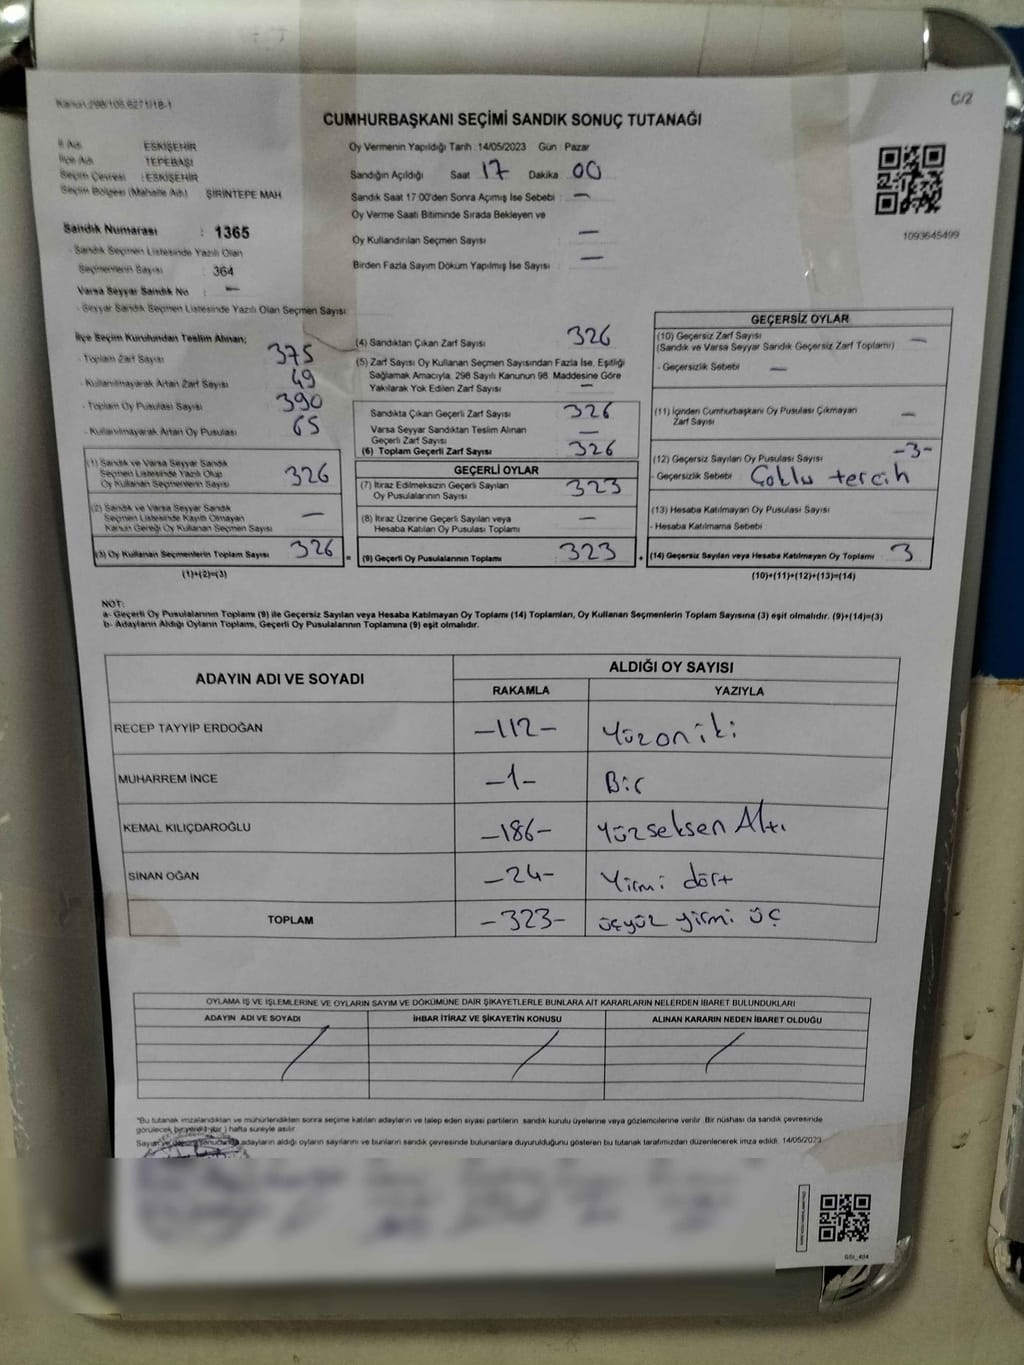 Kanun:298/105,6271/18-1
C/2
CUMHURBAŞKANI SEÇİMİ SANDIK SONUÇ TUTANAĞI
İl Adı ESKİŞEHİR
İlçe Adı TEPEBAŞI
Seçim Çevresi : ESKİŞEHİR
Seçim Bölgesi (Mahalle Adı) ŞİRİNTEPE MAH
Sandık Numarası : 1365
- Sandık Seçmen Listesinde Yazılı Olan
Seçmenlerin Sayısı 364
Varsa Seyyar Sandık No : —
- Seyyar Sandık Seçmen Listesinde Yazılı Olan Seçmen Sayısı
Oy Vermenin Yapıldığı Tarih : 14/05/2023 Gün : Pazar
Sandığın Açıldığı Saat 17 Dakika 00
Sandık Saat 17:00'den Sonra Açılmış İse Sebebi : —
Oy Verme Saati Bitiminde Sırada Bekleyen ve
Oy Kullandırılan Seçmen Sayısı —
Birden Fazla Sayım Döküm Yapılmış İse Sayısı —
1093645499
İlçe Seçim Kurulundan Teslim Alınan;
- Toplam Zarf Sayısı 375
- Kullanılmayarak Artan Zarf Sayısı 49
- Toplam Oy Pusulası Sayısı 390
- Kullanılmayarak Artan Oy Pusulası 65
(1) Sandık ve Varsa Seyyar Sandık
Seçmen Listesinde Yazılı Olup
Oy Kullanan Seçmenlerin Sayısı 326
(2) Sandık ve Varsa Seyyar Sandık
Seçmen Listesinde Kayıtlı Olmayan
Kanun Gereği Oy Kullanan Seçmen Sayısı —
(3) Oy Kullanan Seçmenlerin Toplam Sayısı 326 =
(1)+(2)=(3)
(4) Sandıktan Çıkan Zarf Sayısı 326
(5) Zarf Sayısı Oy Kullanan Seçmen Sayısından Fazla İse, Eşitliği
Sağlamak Amacıyla, 298 Sayılı Kanunun 98. Maddesine Göre
Yakılarak Yok Edilen Zarf Sayısı —
Sandıkta Çıkan Geçerli Zarf Sayısı 326
Varsa Seyyar Sandıktan Teslim Alınan
Geçerli Zarf Sayısı —
(6) Toplam Geçerli Zarf Sayısı 326
GEÇERLİ OYLAR
(7) İtiraz Edilmeksizin Geçerli Sayılan
Oy Pusulalarının Sayısı 323
(8) İtiraz Üzerine Geçerli Sayılan veya
Hesaba Katılan Oy Pusulası Toplamı —
(9) Geçerli Oy Pusulalarının Toplamı 323 +
GEÇERSİZ OYLAR
(10) Geçersiz Zarf Sayısı
(Sandık ve Varsa Seyyar Sandık Geçersiz Zarf Toplamı) —
- Geçersizlik Sebebi —
(11) İçinden Cumhurbaşkanı Oy Pusulası Çıkmayan
Zarf Sayısı —
(12) Geçersiz Sayılan Oy Pusulası Sayısı -3-
- Geçersizlik Sebebi Çoklu tercih
(13) Hesaba Katılmayan Oy Pusulası Sayısı
- Hesaba Katılmama Sebebi
(14) Geçersiz Sayılan veya Hesaba Katılmayan Oy Toplamı 3
(10)+(11)+(12)+(13)=(14)
NOT:
a- Geçerli Oy Pusulalarının Toplamı (9) ile Geçersiz Sayılan veya Hesaba Katılmayan Oy Toplamı (14) Toplamları, Oy Kullanan Seçmenlerin Toplam Sayısına (3) eşit olmalıdır. (9)+(14)=(3)
b- Adayların Aldığı Oyların Toplamı, Geçerli Oy Pusulalarının Toplamına (9) eşit olmalıdır.
ADAYIN ADI VE SOYADI
ALDIĞI OY SAYISI
RAKAMLA YAZIYLA
RECEP TAYYİP ERDOĞAN -112- Yüzoniki
MUHARREM İNCE -1- Bir
KEMAL KILIÇDAROĞLU -186- Yüzseksen Altı
SİNAN OĞAN -24- Yirmi dört
TOPLAM -323- üçyüz yirmi üç
OYLAMA İŞ VE İŞLEMLERİNE VE OYLARIN SAYIM VE DÖKÜMÜNE DAİR ŞİKAYETLERLE BUNLARA AİT KARARLARIN NELERDEN İBARET BULUNDUKLARI
ADAYIN ADI VE SOYADI İHBAR İTİRAZ VE ŞİKAYETİN KONUSU ALINAN KARARIN NEDEN İBARET OLDUĞU
*Bu tutanak imzalandıktan ve mühürlendikten sonra seçime katılan adayların ve talep eden siyasi partilerin sandık kurulu üyelerine veya gözlemcilerine verilir. Bir nüshası da sandık çevresinde
görülecek bir yere 1 (bir) hafta süreyle asılır.
adayların aldığı oyların sayılarını ve bunların sandık çevresinde bulunanlara duyurulduğunu gösteren bu tutanak tarafımızdan düzenlenerek imza edildi. 14/05/2023
GSI_404